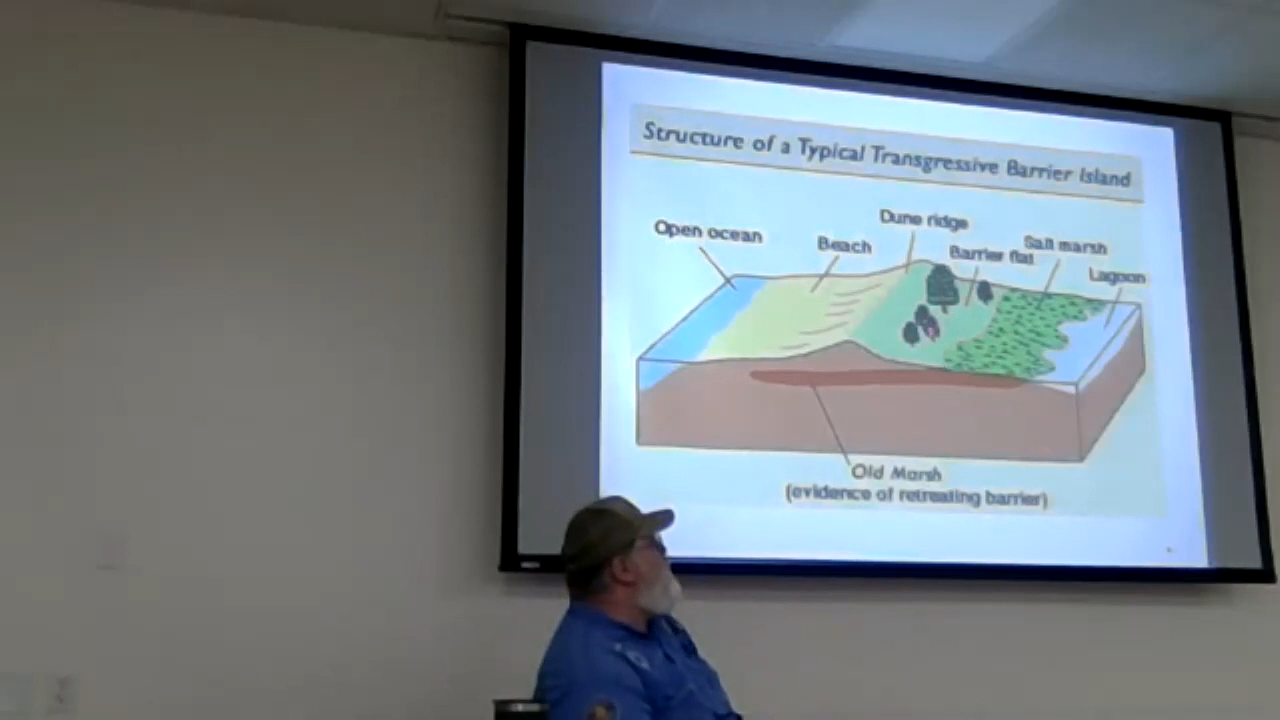 Structure of a Typical Transgressive Barrier Island
Dune ridge
Open ocean
Beach
Barrier flat
Salt marsh
Lagoon
Old Marsh
(evidence of retreating barrier)